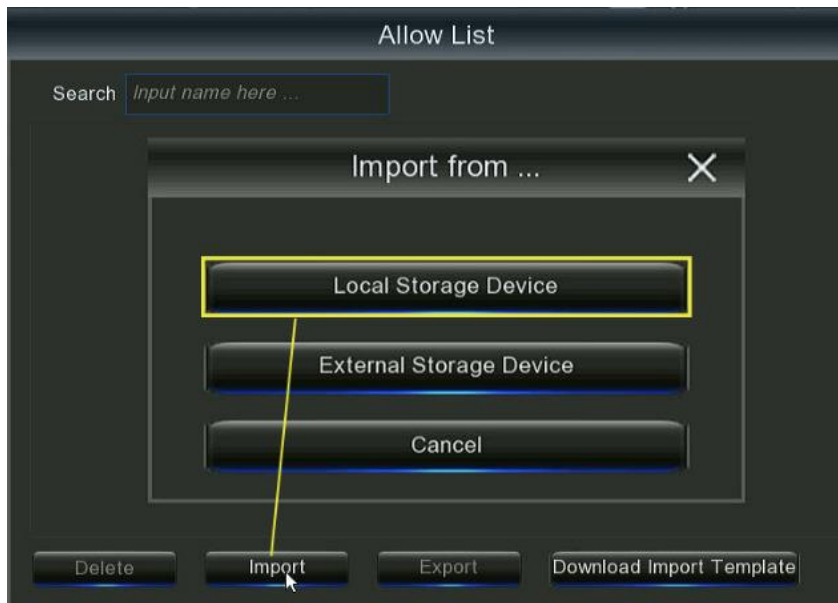 Allow List
Search Input name here ...
Import from ...
Local Storage Device
External Storage Device
Cancel
Delete Import Export Download Import Template